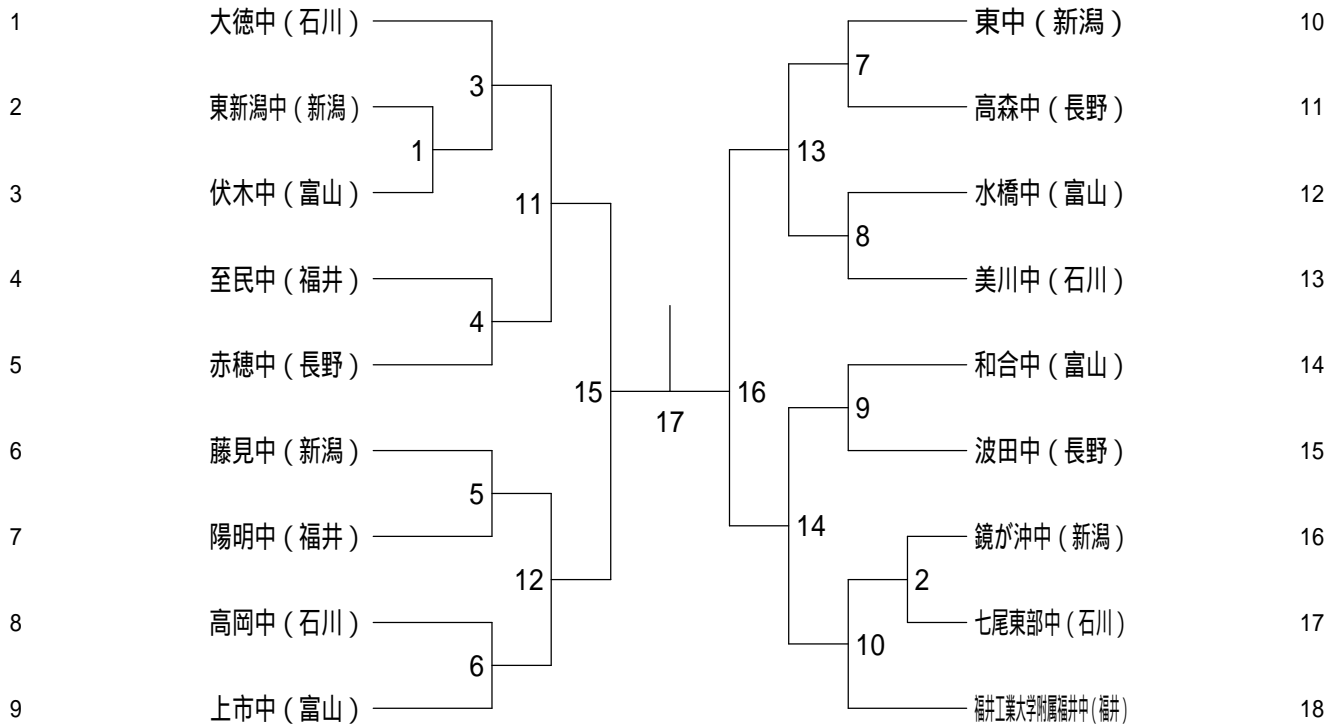 1 大徳中(石川)
2 東新潟中(新潟)
3 伏木中(富山)
4 至民中(福井)
5 赤穂中(長野)
6 藤見中(新潟)
7 陽明中(福井)
8 高岡中(石川)
9 上市中(富山)
3
1
11
4
15
5
12
6
17
7
13
8
16
9
14
2
10
東中(新潟) 10
高森中(長野) 11
水橋中(富山) 12
美川中(石川) 13
和合中(富山) 14
波田中(長野) 15
鏡が沖中(新潟) 16
七尾東部中(石川) 17
福井工業大学附属福井中(福井) 18